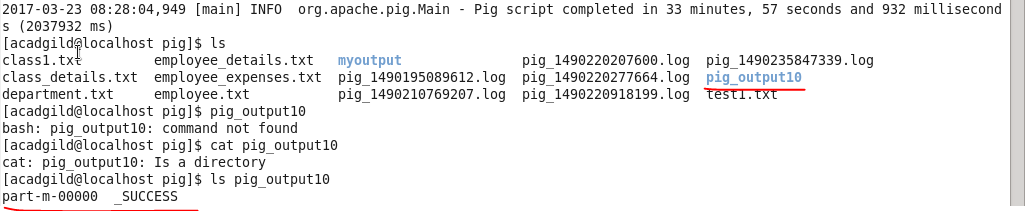 2017-03-23 08:28:04,949 [main] INFO  org.apache.pig.Main - Pig script completed in 33 minutes, 57 seconds and 932 millisecond
s (2037932 ms)
[acadgild@localhost pig]$ ls
class1.txt         employee_details.txt   myoutput               pig_1490220207600.log  pig_1490235847339.log
class_details.txt  employee_expenses.txt  pig_1490195089612.log  pig_1490220277664.log  pig_output10
department.txt     employee.txt           pig_1490210769207.log  pig_1490220918199.log  test1.txt
[acadgild@localhost pig]$ pig_output10
bash: pig_output10: command not found
[acadgild@localhost pig]$ cat pig_output10
cat: pig_output10: Is a directory
[acadgild@localhost pig]$ ls pig_output10
part-m-00000  _SUCCESS